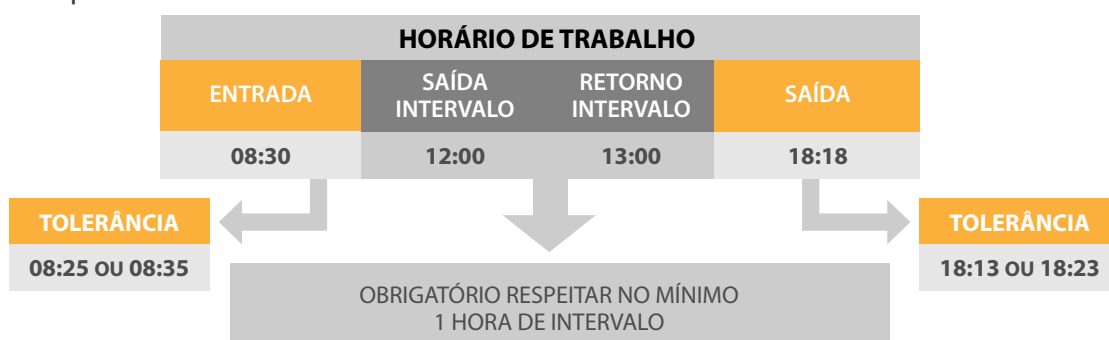 HORÁRIO DE TRABALHO
ENTRADA
SAÍDA
INTERVALO
RETORNO
INTERVALO
SAÍDA
08:30
12:00
13:00
18:18
TOLERÂNCIA
08:25 OU 08:35
TOLERÂNCIA
18:13 OU 18:23
OBRIGATÓRIO RESPEITAR NO MÍNIMO
1 HORA DE INTERVALO